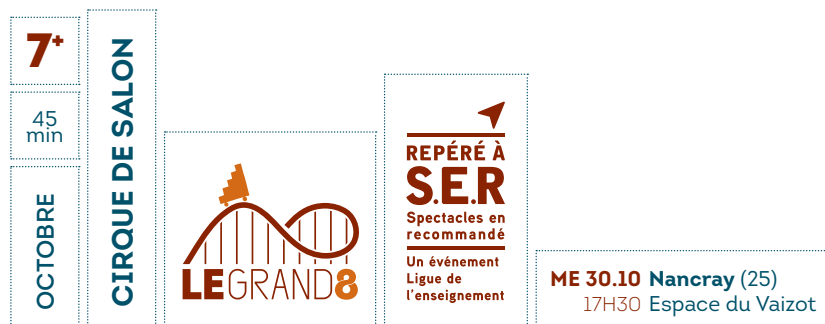 7+
45
min
OCTOBRE
CIRQUE DE SALON
LEGRAND8
REPÉRÉ À
S.E.R
Spectacles en
recommandé
Un événement
Ligue de
l'enseignement
ME 30.10 Nancray (25)
17H30 Espace du Vaizot